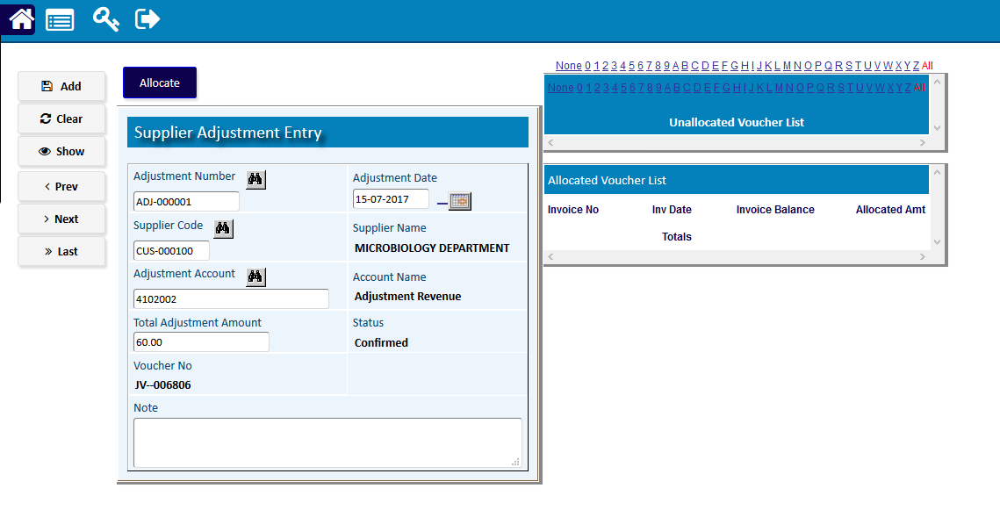 Add
Clear
Show
Prev
Next
Last
Allocate
Supplier Adjustment Entry
Adjustment Number
ADJ-000001
Adjustment Date
15-07-2017
Supplier Code
CUS-000100
Supplier Name
MICROBIOLOGY DEPARTMENT
Adjustment Account
4102002
Account Name
Adjustment Revenue
Total Adjustment Amount
60.00
Status
Confirmed
Voucher No
JV--006806
Note
None 0 1 2 3 4 5 6 7 8 9 A B C D E F G H I J K L M N O P Q R S T U V W X Y Z All
None 0 1 2 3 4 5 6 7 8 9 A B C D E F G H I J K L M N O P Q R S T U V W X Y Z All
Unallocated Voucher List
Allocated Voucher List
Invoice No Inv Date Invoice Balance Allocated Amt
Totals